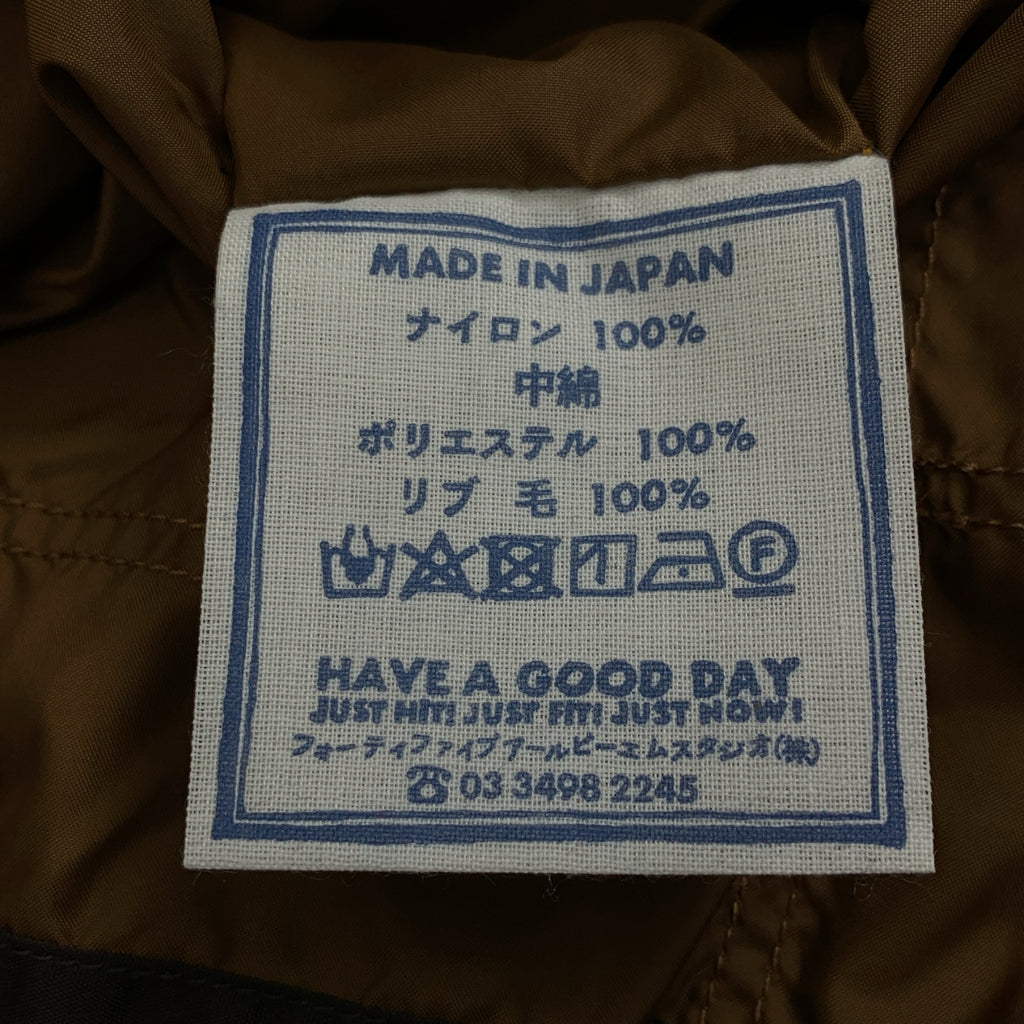 MADE IN JAPAN
ナイロン 100%
中綿
ポリエステル 100%
リブ 毛 100%
F
HAVE A GOOD DAY
JUST HIT! JUST FIT! JUST NOW!
フォーティファイブアールピーエムスタジオ(株)
☎ 03 3498 2245